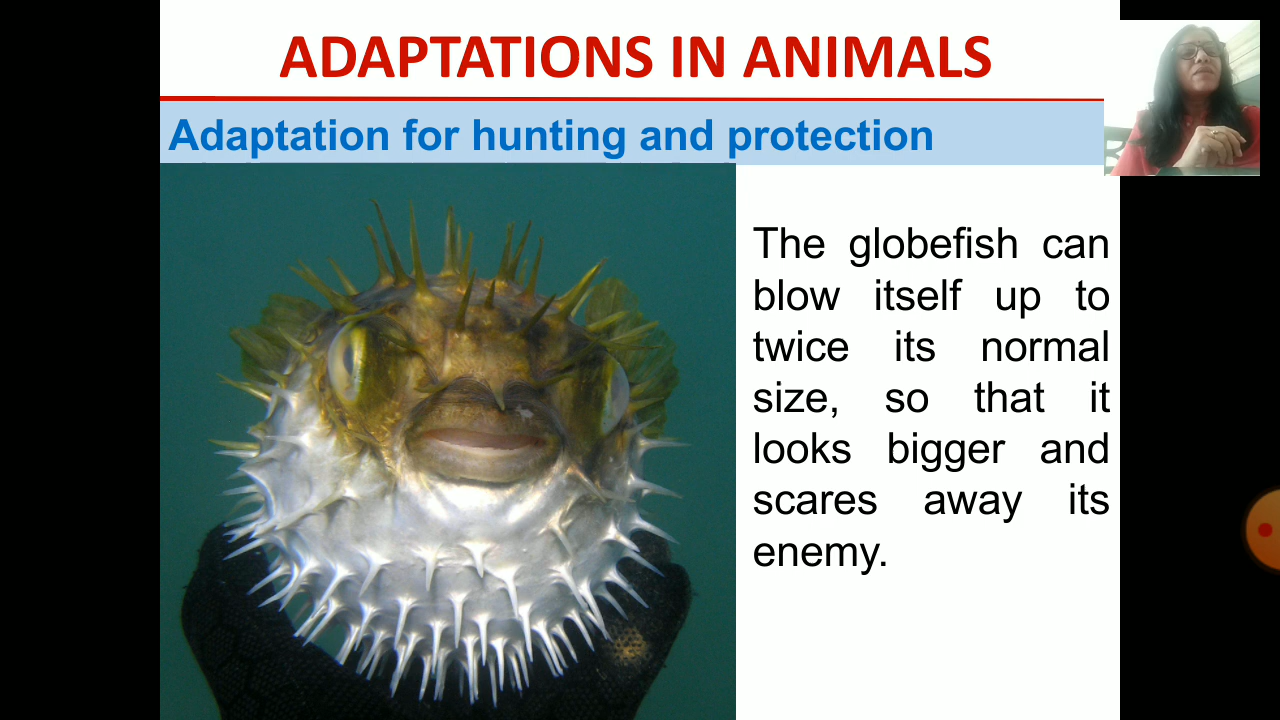 ADAPTATIONS IN ANIMALS
Adaptation for hunting and protection
The globefish can
blow itself up to
twice its normal
size, so that it
looks bigger and
scares away its
enemy.